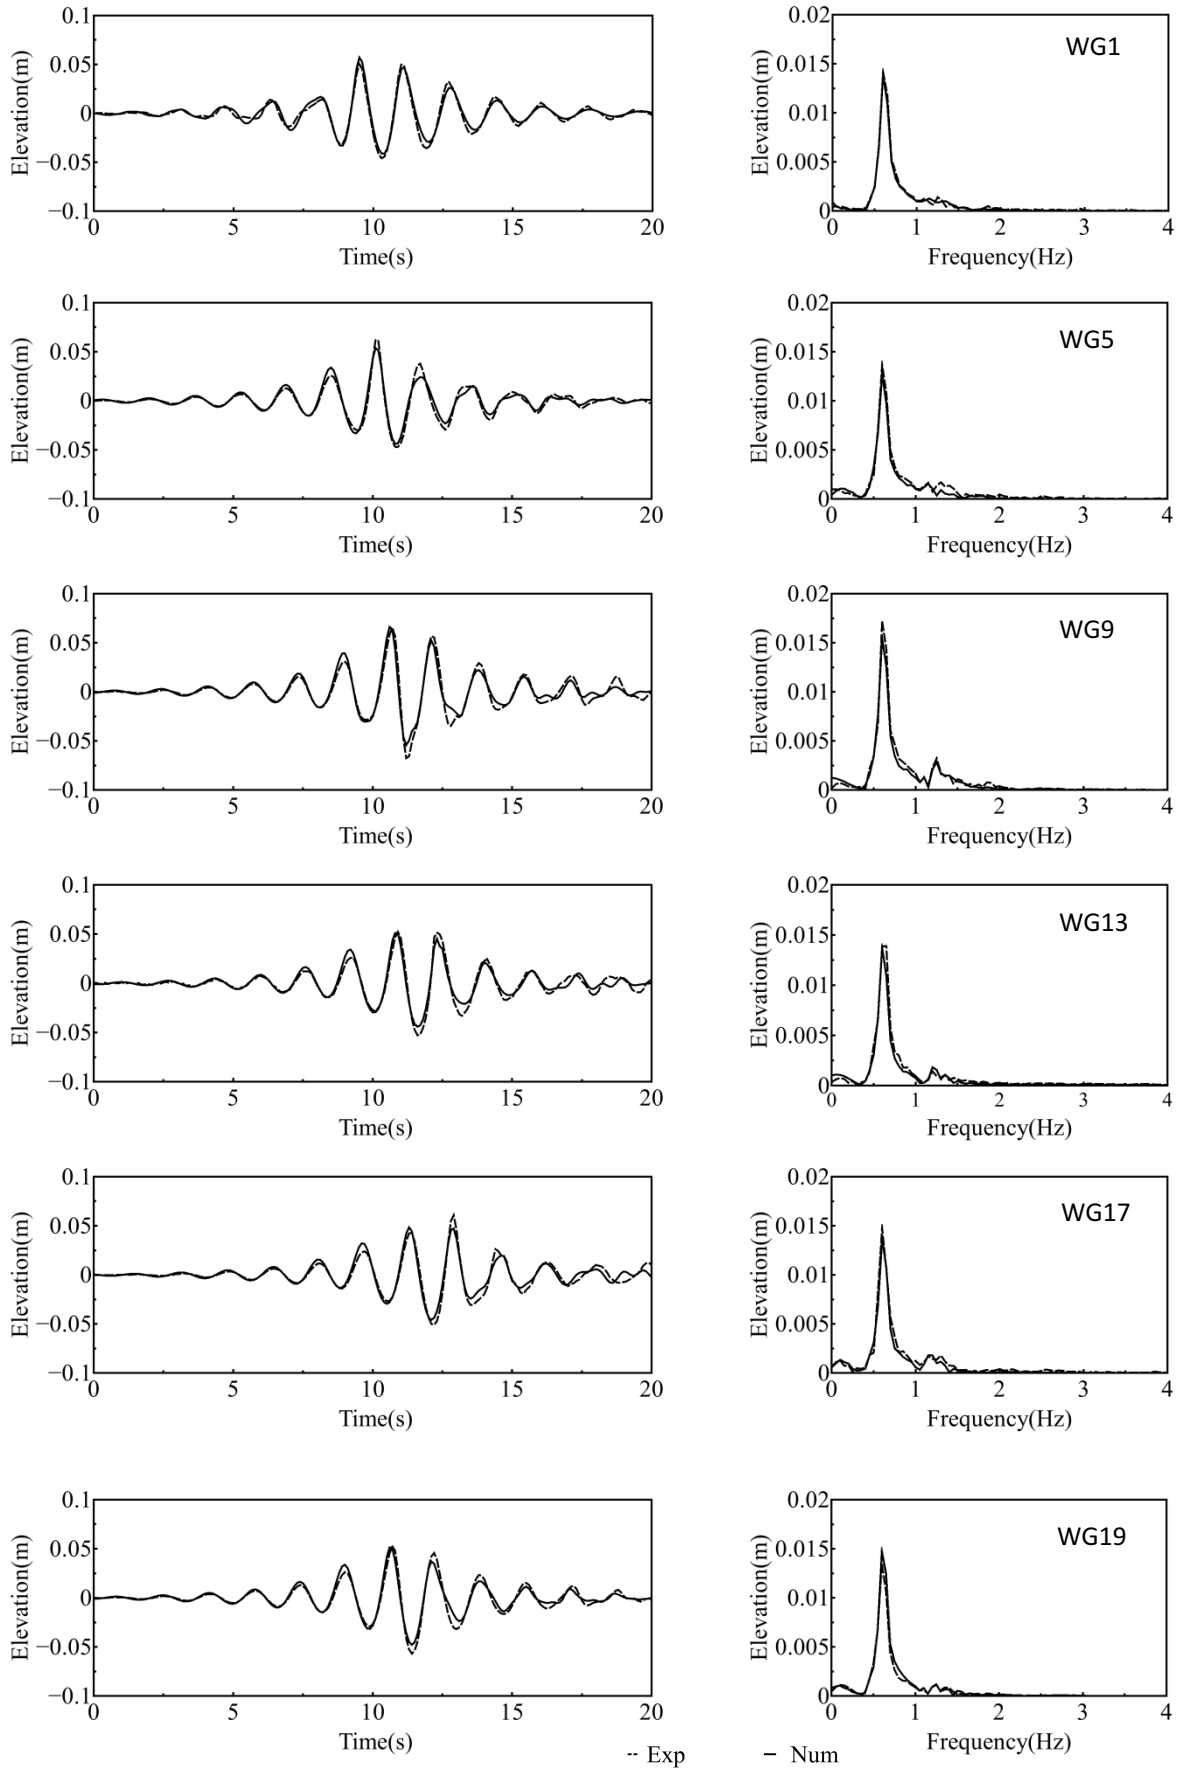 0.1
0.05
0
−0.05
−0.1
Elevation(m)
0 5 10 15 20
Time(s)
0.02
0.015
0.01
0.005
0
Elevation(m)
WG1
0 1 2 3 4
Frequency(Hz)
0.1
0.05
0
−0.05
−0.1
Elevation(m)
0 5 10 15 20
Time(s)
0.02
0.015
0.01
0.005
0
Elevation(m)
WG5
0 1 2 3 4
Frequency(Hz)
0.1
0.05
0
−0.05
−0.1
Elevation(m)
0 5 10 15 20
Time(s)
0.02
0.015
0.01
0.005
0
Elevation(m)
WG9
0 1 2 3 4
Frequency(Hz)
0.1
0.05
0
−0.05
−0.1
Elevation(m)
0 5 10 15 20
Time(s)
0.02
0.015
0.01
0.005
0
Elevation(m)
WG13
0 1 2 3 4
Frequency(Hz)
0.1
0.05
0
−0.05
−0.1
Elevation(m)
0 5 10 15 20
Time(s)
0.02
0.015
0.01
0.005
0
Elevation(m)
WG17
0 1 2 3 4
Frequency(Hz)
0.1
0.05
0
−0.05
−0.1
Elevation(m)
0 5 10 15 20
Time(s)
0.02
0.015
0.01
0.005
0
Elevation(m)
WG19
0 1 2 3 4
Frequency(Hz)
Exp
Num